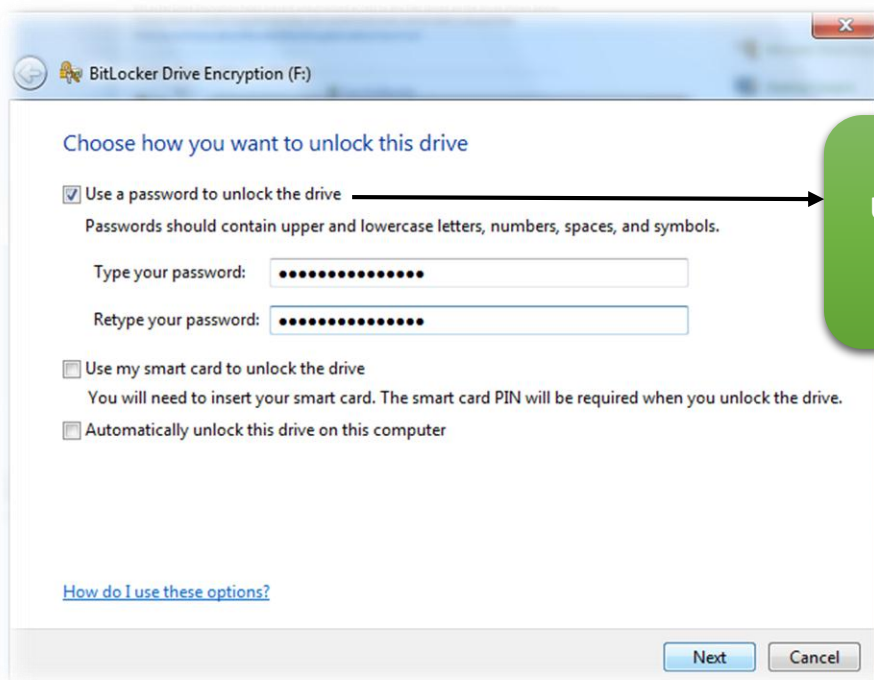 BitLocker Drive Encryption (F:)
Choose how you want to unlock this drive
Use a password to unlock the drive
Passwords should contain upper and lowercase letters, numbers, spaces, and symbols.
Type your password: ●●●●●●●●●●●●●●●
Retype your password: ●●●●●●●●●●●●●●●
Use my smart card to unlock the drive
You will need to insert your smart card. The smart card PIN will be required when you unlock the drive.
Automatically unlock this drive on this computer
How do I use these options?
Next Cancel